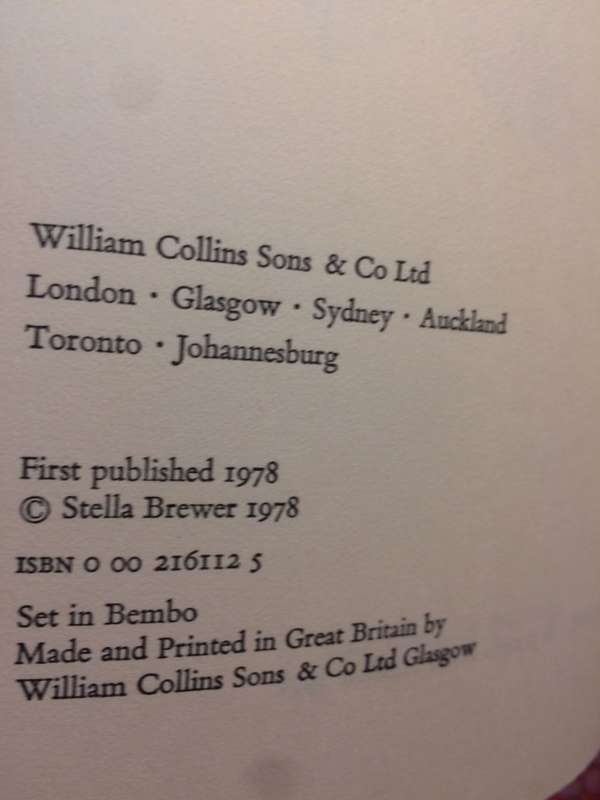 William Collins Sons & Co Ltd
London · Glasgow · Sydney · Auckland
Toronto · Johannesburg
First published 1978
© Stella Brewer 1978
ISBN 0 00 216112 5
Set in Bembo
Made and Printed in Great Britain by
William Collins Sons & Co Ltd Glasgow